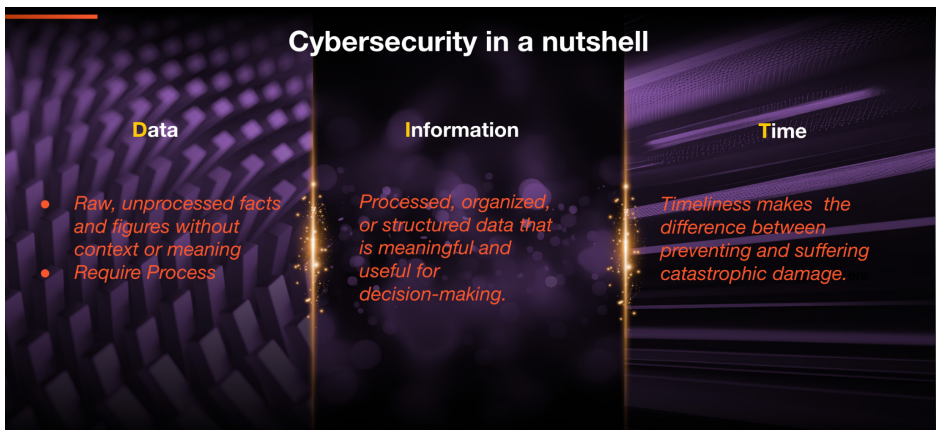 Cybersecurity in a nutshell
Data
● Raw, unprocessed facts
and figures without
context or meaning
● Require Process
Information
Processed, organized,
or structured data that
is meaningful and
useful for
decision-making.
Time
Timeliness makes the
difference between
preventing and suffering
catastrophic damage.